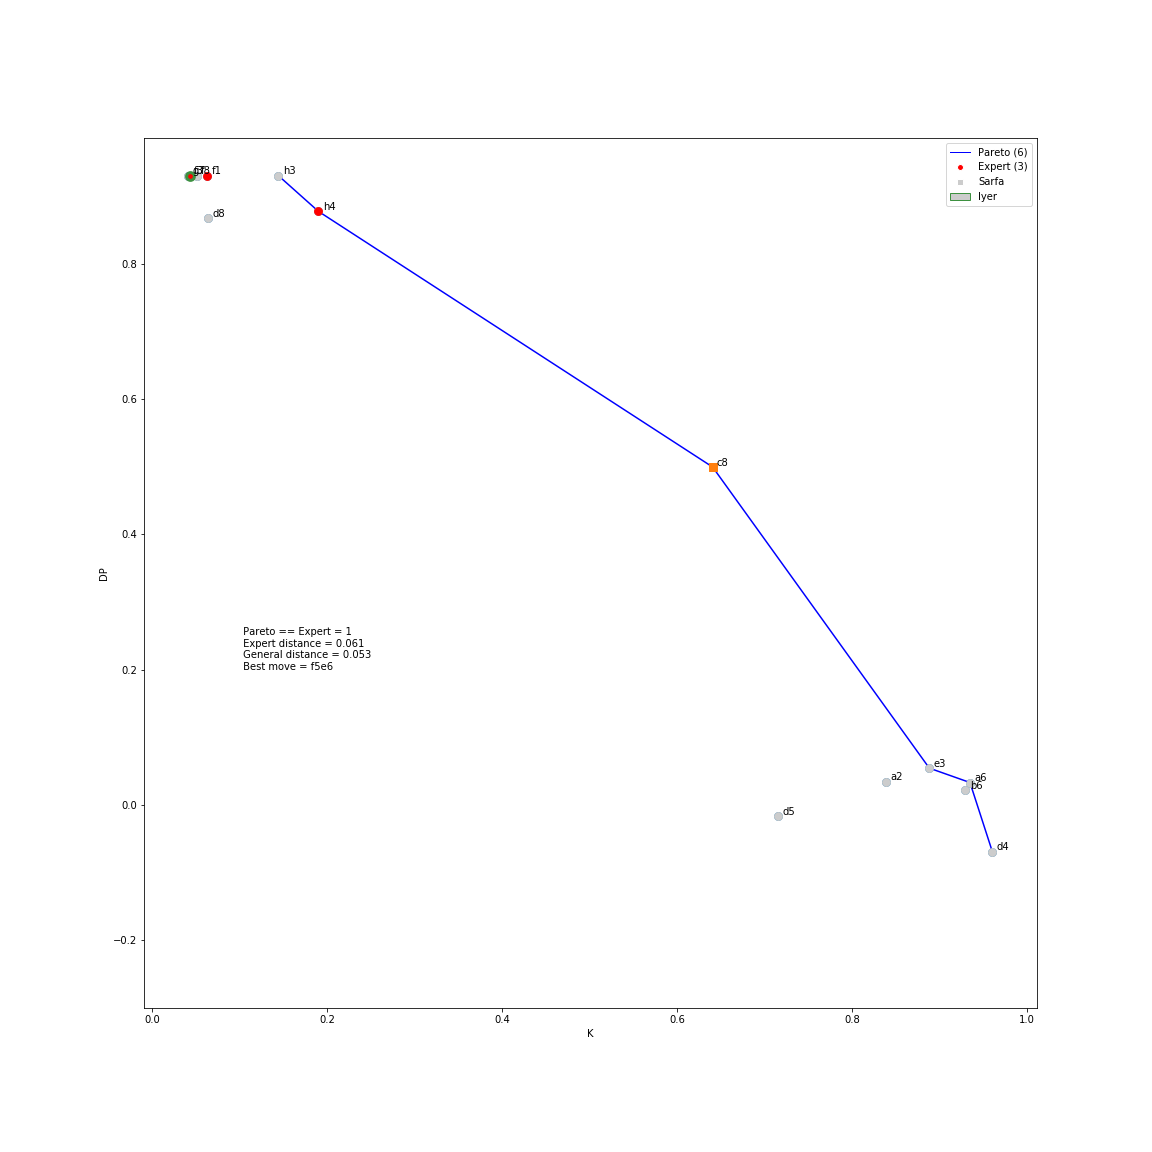 Pareto (6)
Expert (3)
Sarfa
Iyer
f1
h3
h4
d8
c8
e3
a6
b6
a2
d5
d4
Pareto == Expert = 1
Expert distance = 0.061
General distance = 0.053
Best move = f5e6
DP
0.8
0.6
0.4
0.2
0.0
−0.2
0.0 0.2 0.4 0.6 0.8 1.0
K